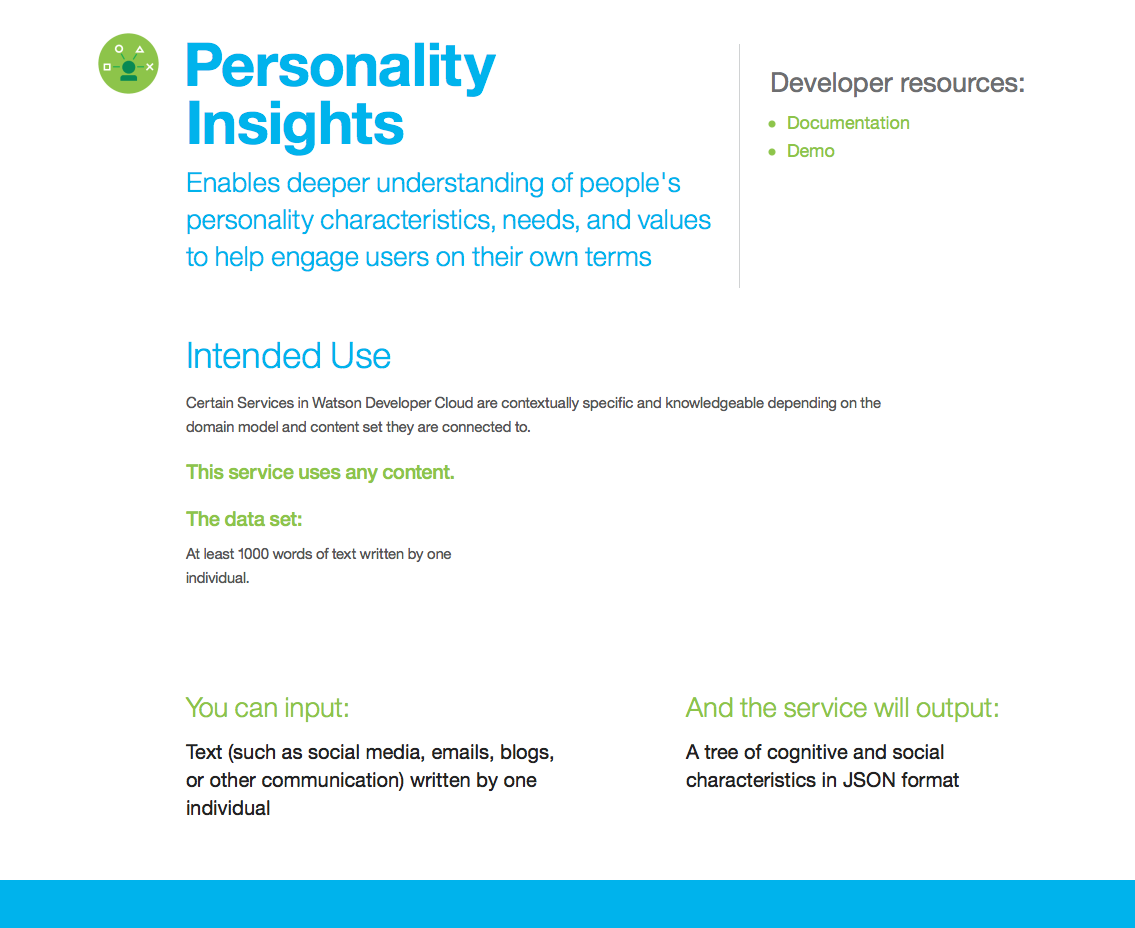 Personality
Insights
Enables deeper understanding of people's
personality characteristics, needs, and values
to help engage users on their own terms
Developer resources:
Documentation
Demo
Intended Use
Certain Services in Watson Developer Cloud are contextually specific and knowledgeable depending on the
domain model and content set they are connected to.
This service uses any content.
The data set:
At least 1000 words of text written by one
individual.
You can input:
Text (such as social media, emails, blogs,
or other communication) written by one
individual
And the service will output:
A tree of cognitive and social
characteristics in JSON format